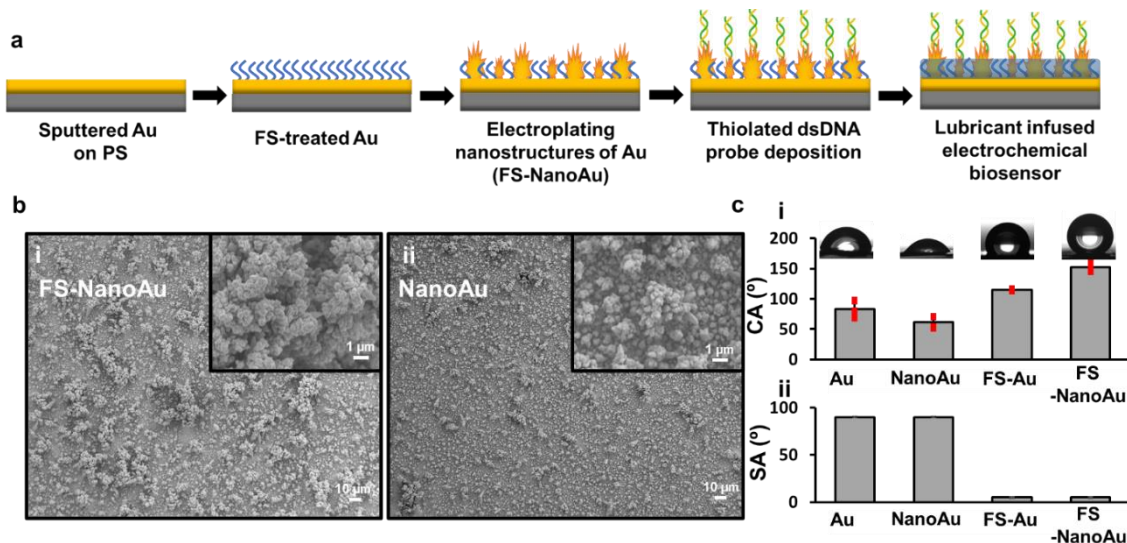 a
Sputtered Au
on PS
FS-treated Au
Electroplating
nanostructures of Au
(FS-NanoAu)
Thiolated dsDNA
probe deposition
Lubricant infused
electrochemical
biosensor
b
i
FS-NanoAu
1 µm
10 µm
ii
NanoAu
1 µm
10 µm
c
i
CA (º)
200
150
100
50
0
Au
NanoAu
FS-Au
FS
-NanoAu
ii
SA (º)
100
50
0
Au
NanoAu
FS-Au
FS
-NanoAu